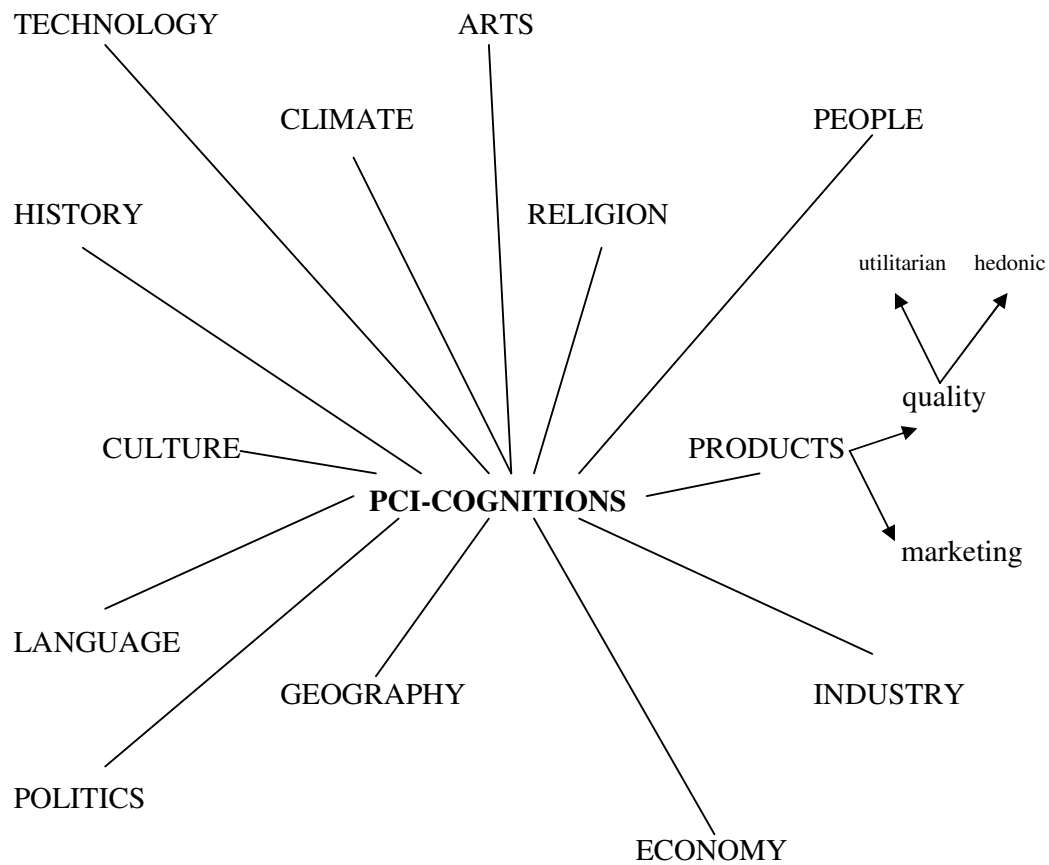 TECHNOLOGY
ARTS
CLIMATE
PEOPLE
HISTORY
RELIGION
utilitarian
hedonic
quality
CULTURE
PRODUCTS
PCI-COGNITIONS
marketing
LANGUAGE
GEOGRAPHY
INDUSTRY
POLITICS
ECONOMY